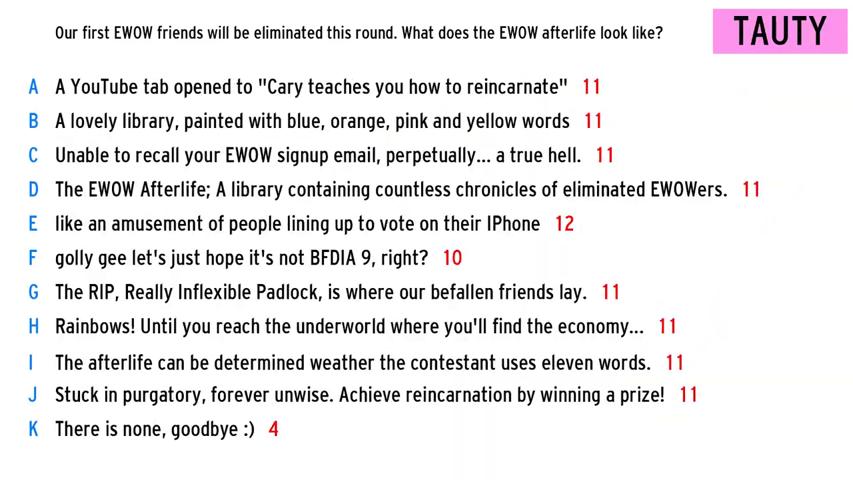 Our first EWOW friends will be eliminated this round. What does the EWOW afterlife look like?
TAUTY
A A YouTube tab opened to "Cary teaches you how to reincarnate" 11
B A lovely library, painted with blue, orange, pink and yellow words 11
C Unable to recall your EWOW signup email, perpetually... a true hell. 11
D The EWOW Afterlife; A library containing countless chronicles of eliminated EWOWers. 11
E like an amusement of people lining up to vote on their IPhone 12
F golly gee let's just hope it's not BFDIA 9, right? 10
G The RIP, Really Inflexible Padlock, is where our befallen friends lay. 11
H Rainbows! Until you reach the underworld where you'll find the economy... 11
I The afterlife can be determined weather the contestant uses eleven words. 11
J Stuck in purgatory, forever unwise. Achieve reincarnation by winning a prize! 11
K There is none, goodbye :) 4